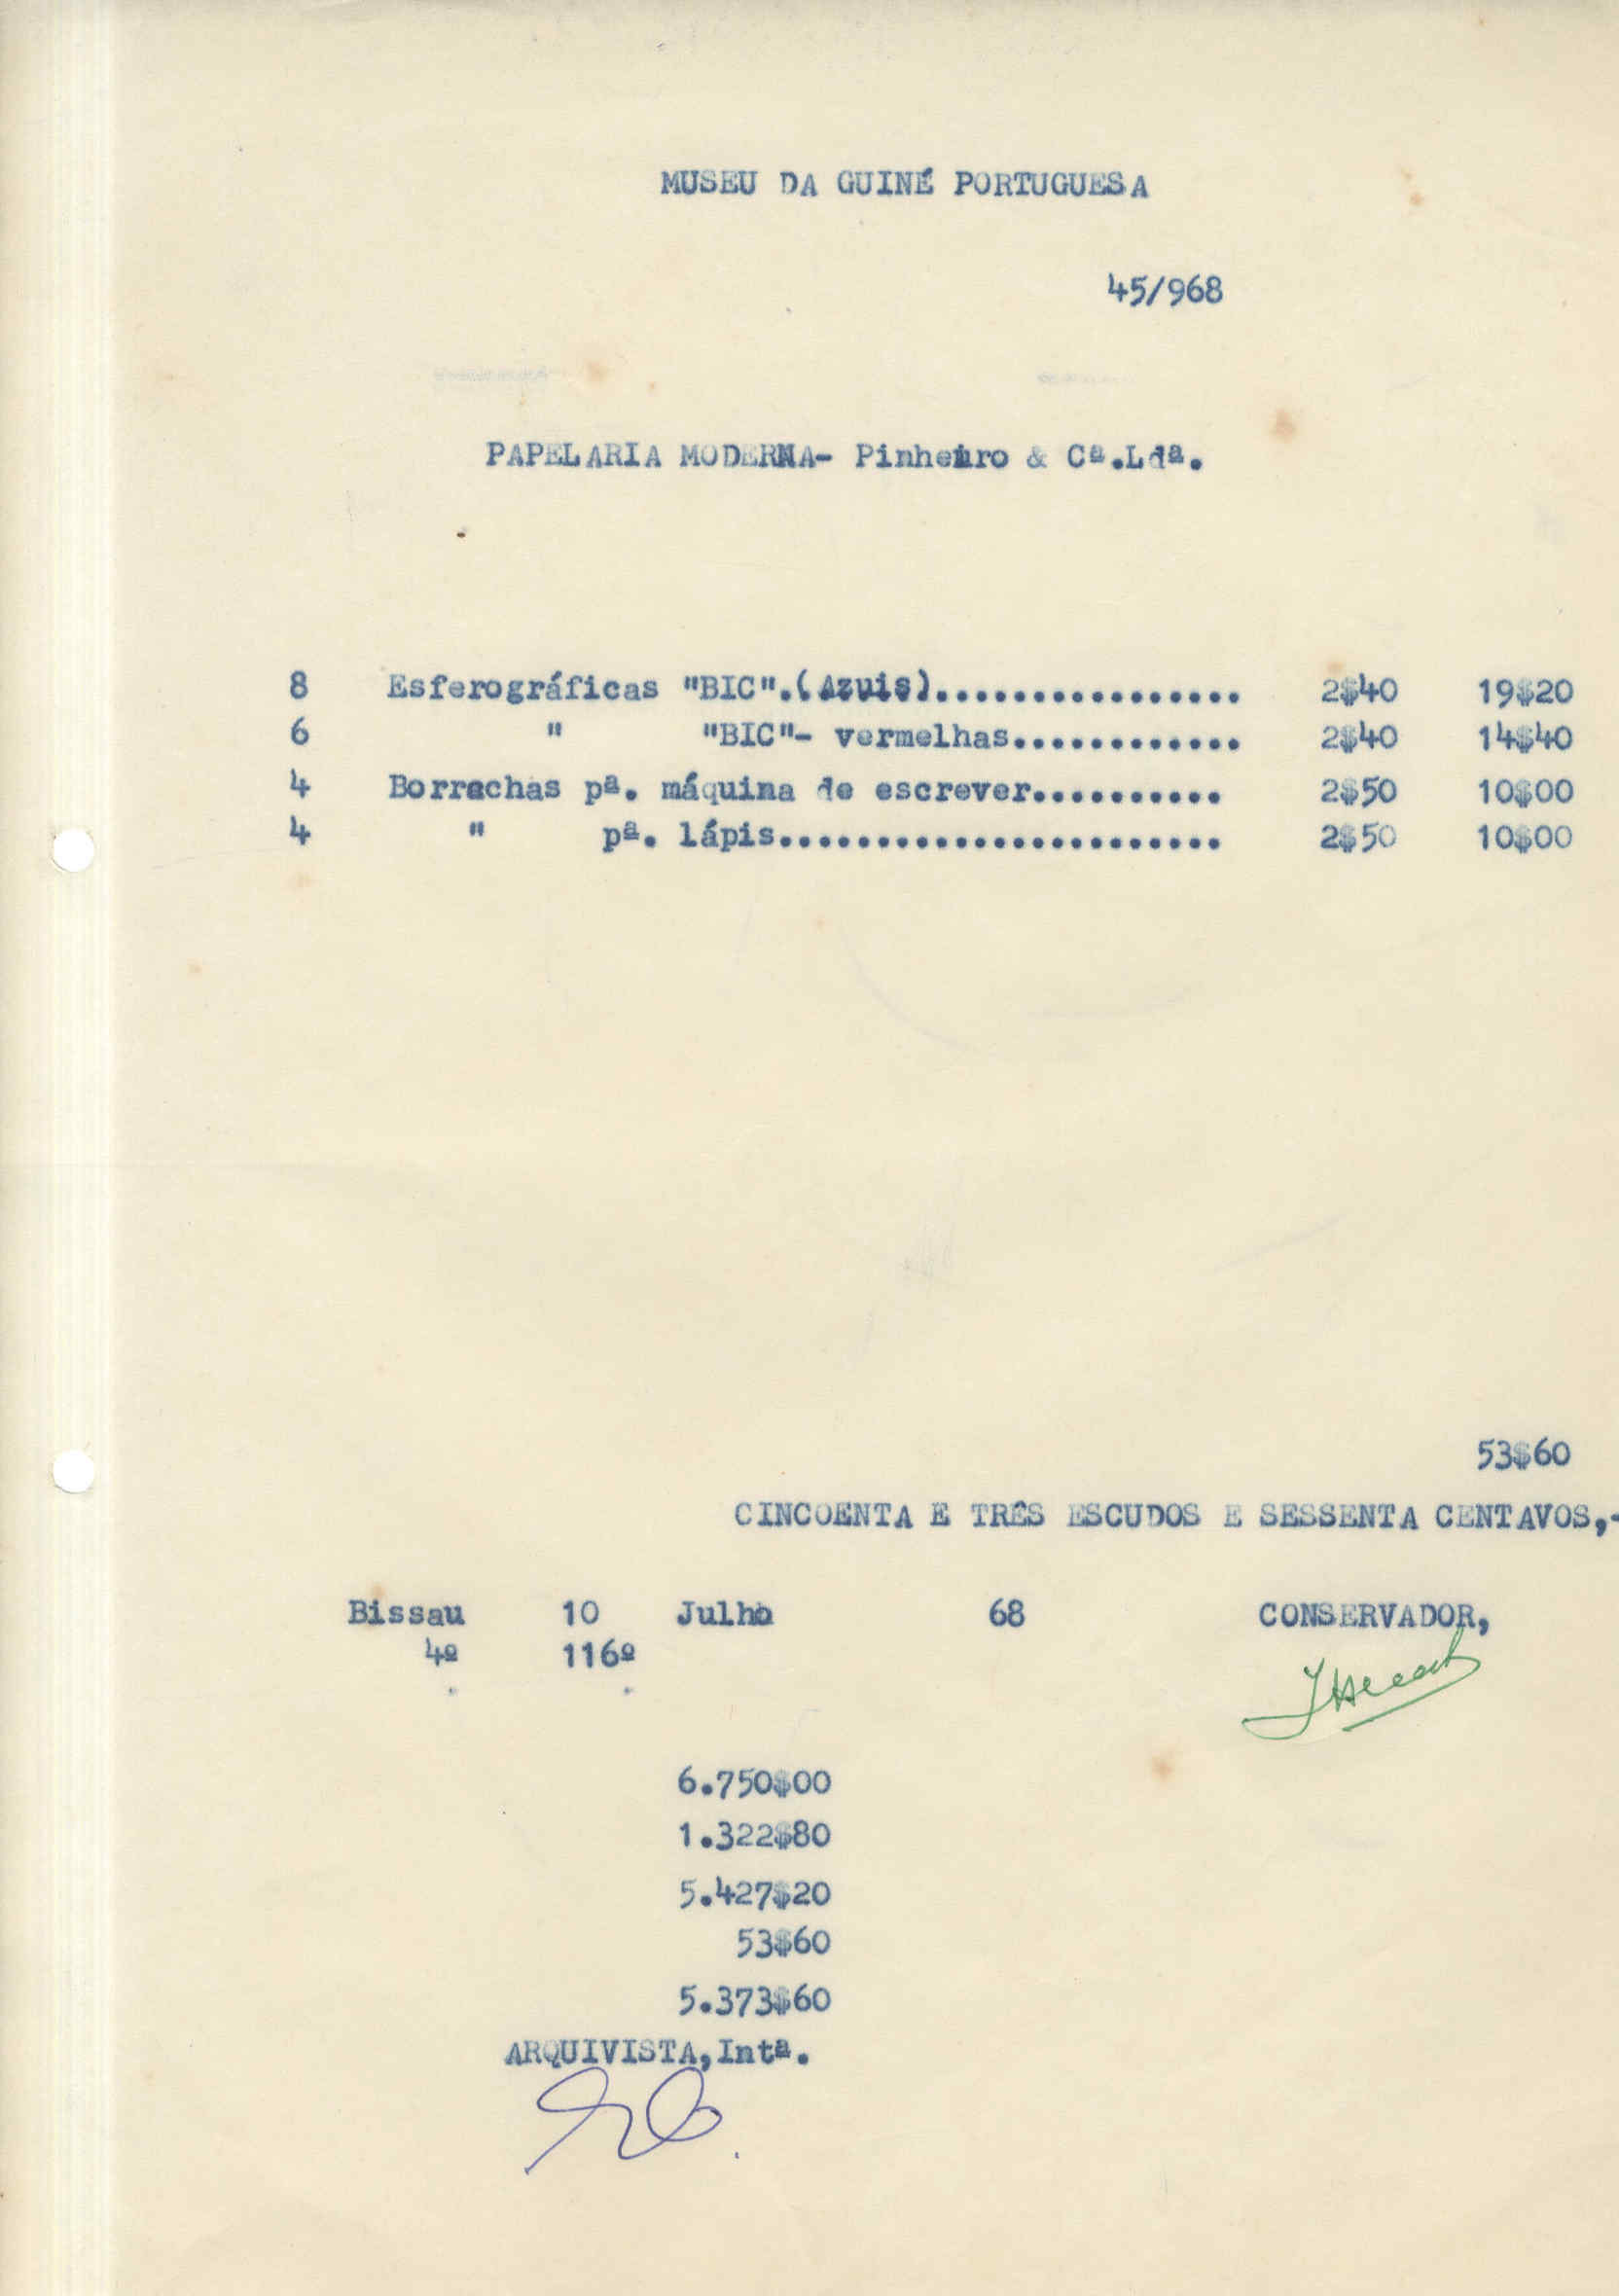 MUSEU DA GUINÉ PORTUGUESA
45/968
PAPELARIA MODERNA- Pinheiro & Cª.Ldª.
8 Esferográficas "BIC".(Azuis)................ 2$40 19$20
6 " "BIC"- vermelhas............ 2$40 14$40
4 Borrachas pª. máquina de escrever.......... 2$50 10$00
4 " pª. lápis....................... 2$50 10$00
53$60
CINCOENTA E TRÊS ESCUDOS E SESSENTA CENTAVOS,-
Bissau 10 Julho 68 CONSERVADOR,
4º 116º
6.750$00
1.322$80
5.427$20
53$60
5.373$60
ARQUIVISTA,Intª.